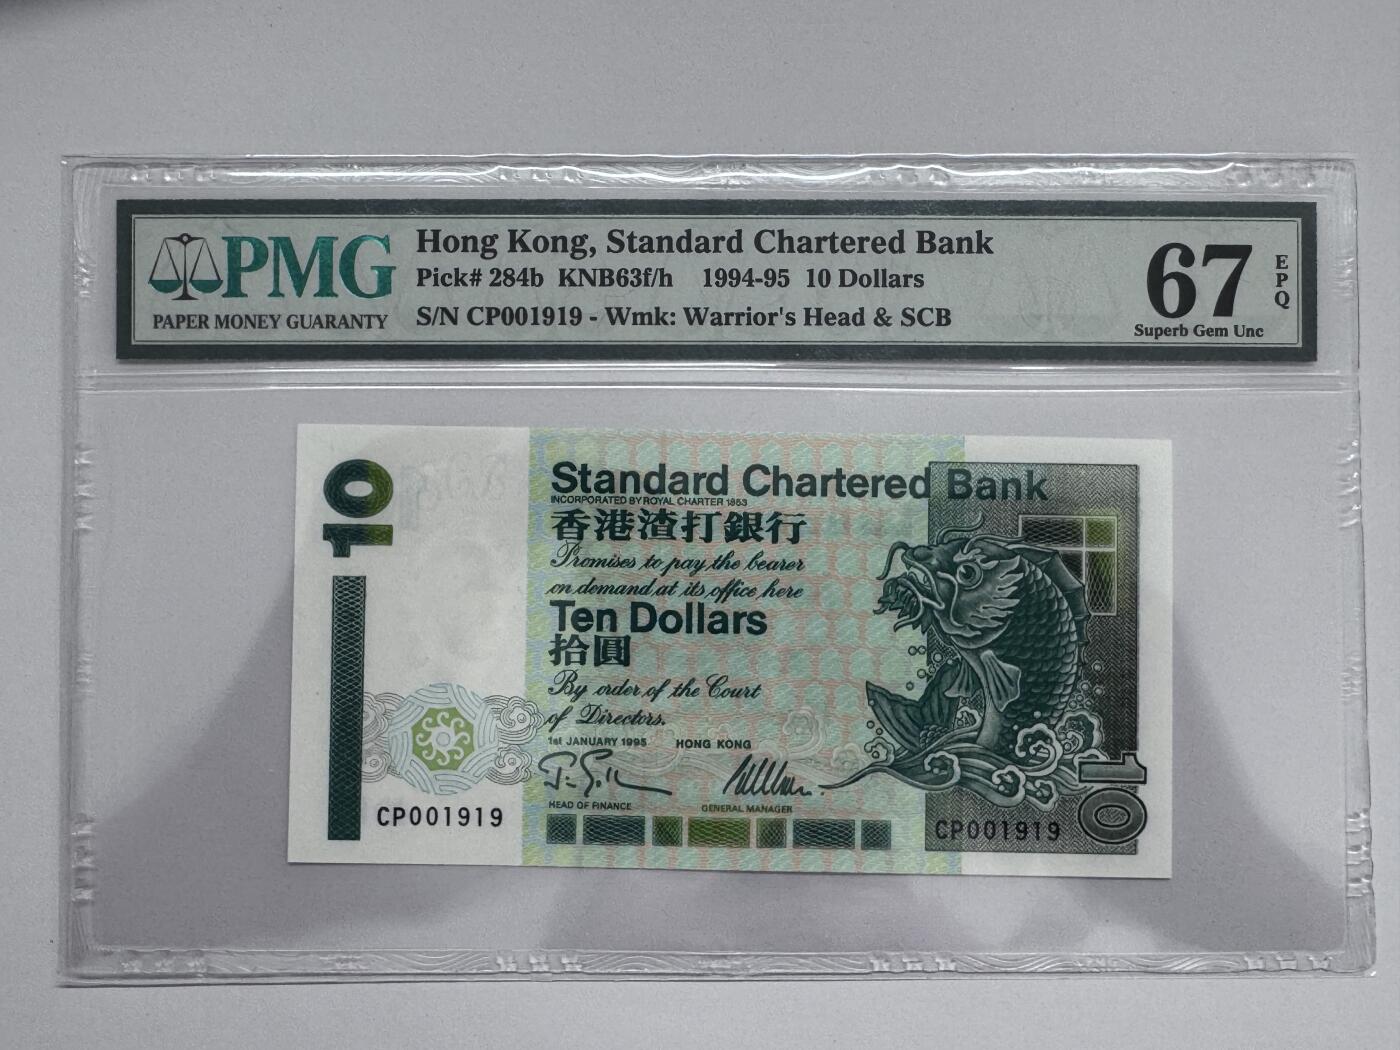 PMG
PAPER MONEY GUARANTY
Hong Kong, Standard Chartered Bank
Pick# 284b KNB63f/h 1994-95 10 Dollars
S/N CP001919 - Wmk: Warrior's Head & SCB
67
EPQ
Superb Gem Unc
10
Standard Chartered Bank
INCORPORATED BY ROYAL CHARTER 1853
香港渣打銀行
Promises to pay the bearer
on demand at its office here
Ten Dollars
拾圓
By order of the Court
of Directors.
1st JANUARY 1995 HONG KONG
HEAD OF FINANCE GENERAL MANAGER
CP001919
CP001919
10